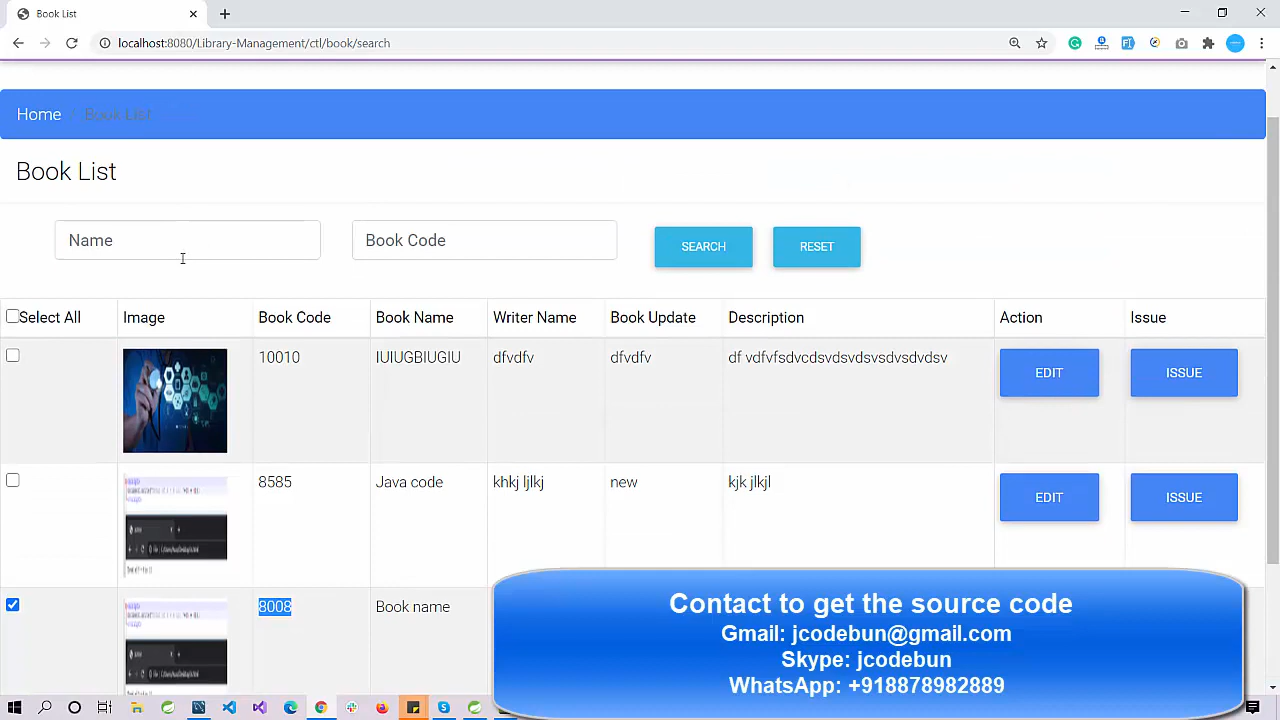 Book List
localhost:8080/Library-Management/ctl/book/search
Home / Book List
Book List
Name
Book Code
SEARCH
RESET
Select All
Image
Book Code
Book Name
Writer Name
Book Update
Description
Action
Issue
10010
IUIUGBIUGIU
dfvdfv
dfvdfv
df vdfvfsdvcdsvdsvdsvsdvsdvdsv
EDIT
ISSUE
8585
Java code
khkj ljlkj
new
kjk jlkjl
EDIT
ISSUE
8008
Book name
Contact to get the source code
Gmail: jcodebun@gmail.com
Skype: jcodebun
WhatsApp: +918878982889